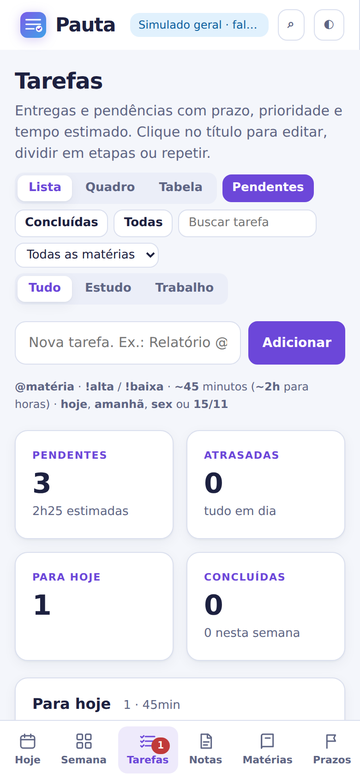 Pauta
Simulado geral · fal...
Tarefas
Entregas e pendências com prazo, prioridade e
tempo estimado. Clique no título para editar,
dividir em etapas ou repetir.
Lista Quadro Tabela Pendentes
Concluídas Todas Buscar tarefa
Todas as matérias
Tudo Estudo Trabalho
Nova tarefa. Ex.: Relatório @ Adicionar
@matéria · !alta / !baixa · ~45 minutos (~2h para
horas) · hoje, amanhã, sex ou 15/11
PENDENTES
3
2h25 estimadas
ATRASADAS
0
tudo em dia
PARA HOJE
1
CONCLUÍDAS
0
0 nesta semana
Para hoje 1 · 45min
1
Hoje Semana Tarefas Notas Matérias Prazos